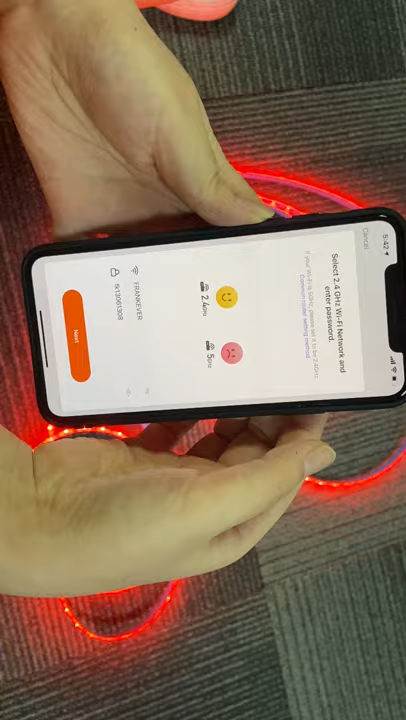 5:42
Cancel
Select 2.4 GHz Wi-Fi Network and
enter password.
If your Wi-Fi is 5GHz, please set it to be 2.4GHz.
Common router setting method
2.4GHz
5GHz
FRANKEVER
fk13061308
Next